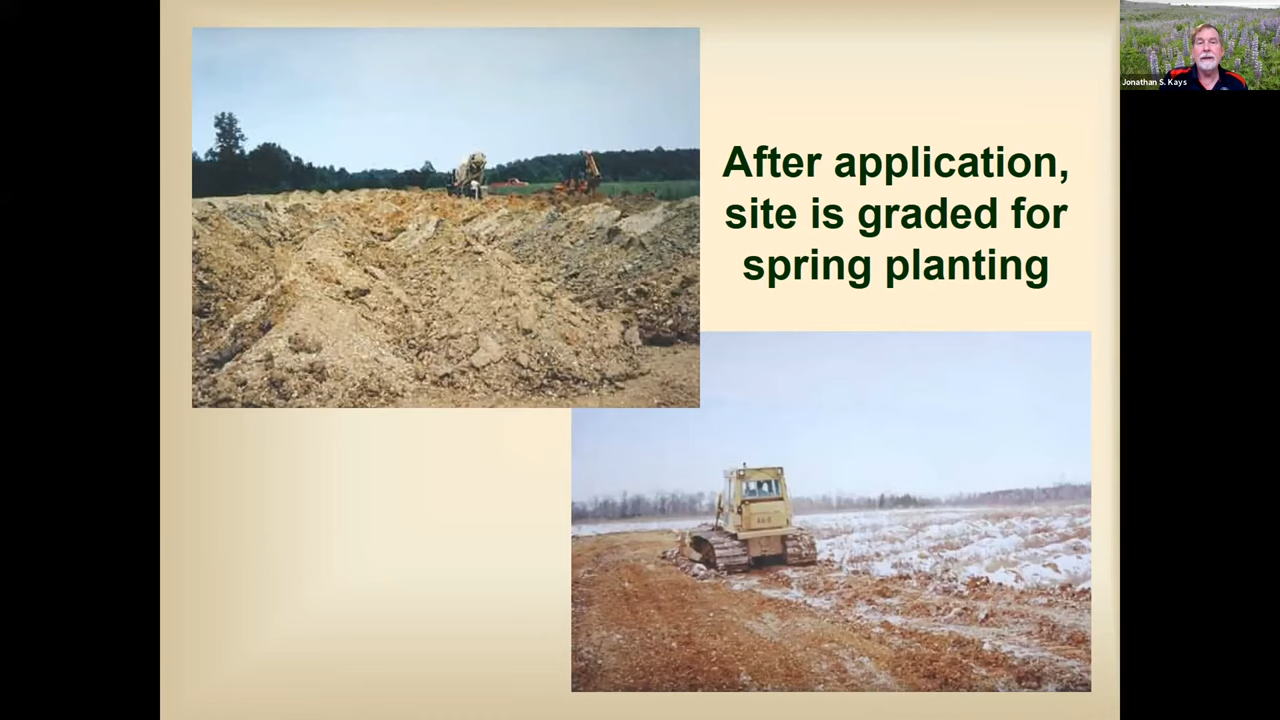 Jonathan S. Kays
After application,
site is graded for
spring planting